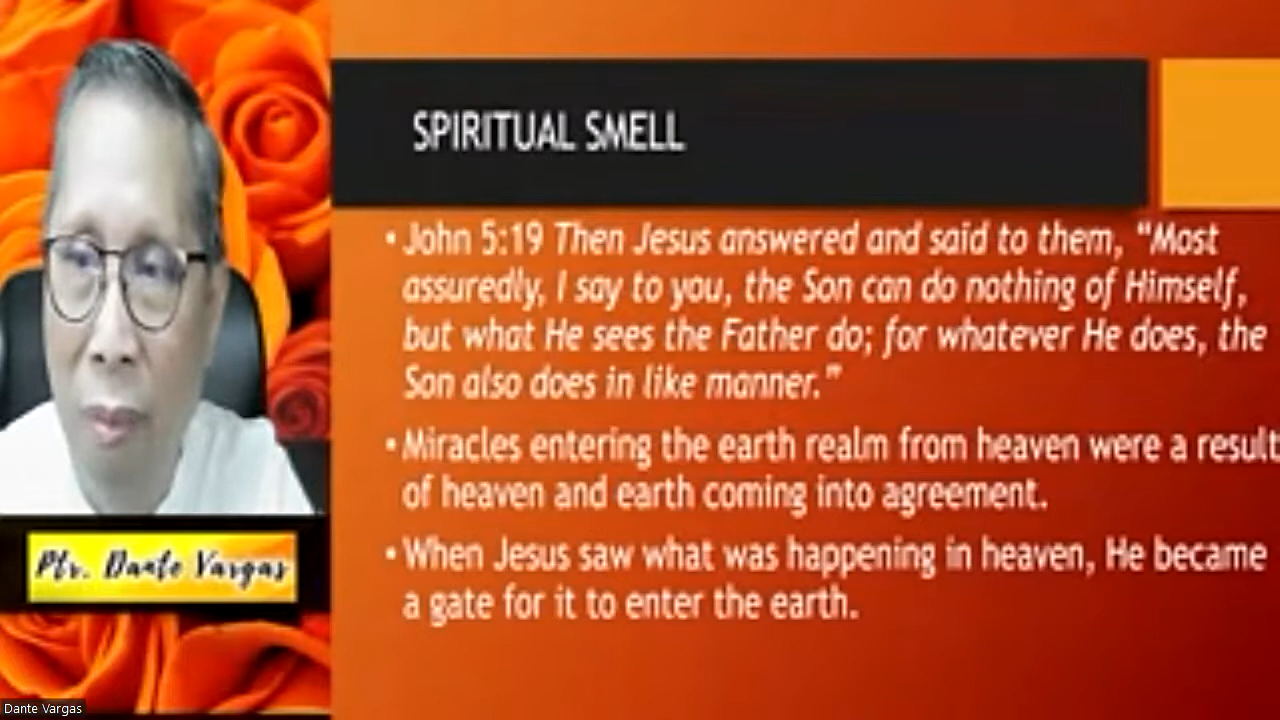 SPIRITUAL SMELL
• John 5:19 Then Jesus answered and said to them, “Most
assuredly, I say to you, the Son can do nothing of Himself,
but what He sees the Father do; for whatever He does, the
Son also does in like manner.”
• Miracles entering the earth realm from heaven were a result
of heaven and earth coming into agreement.
• When Jesus saw what was happening in heaven, He became
a gate for it to enter the earth.
Ptr. Dante Vargas
Dante Vargas